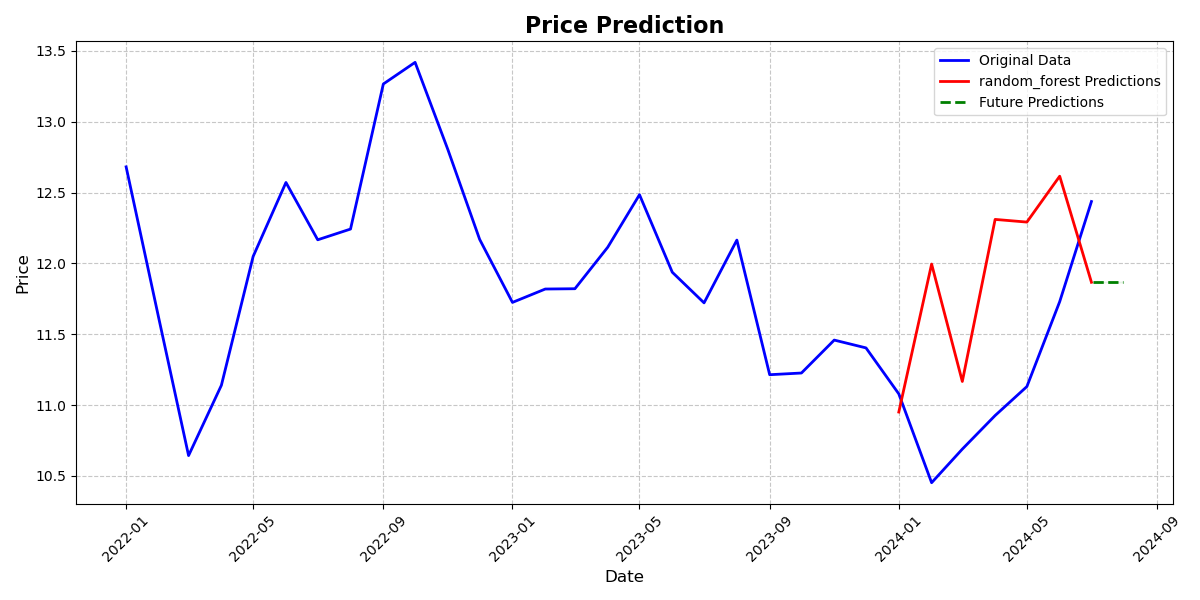 Price Prediction
Original Data
random_forest Predictions
Future Predictions
Price
13.5
13.0
12.5
12.0
11.5
11.0
10.5
2022-01
2022-05
2022-09
2023-01
2023-05
2023-09
2024-01
2024-05
2024-09
Date